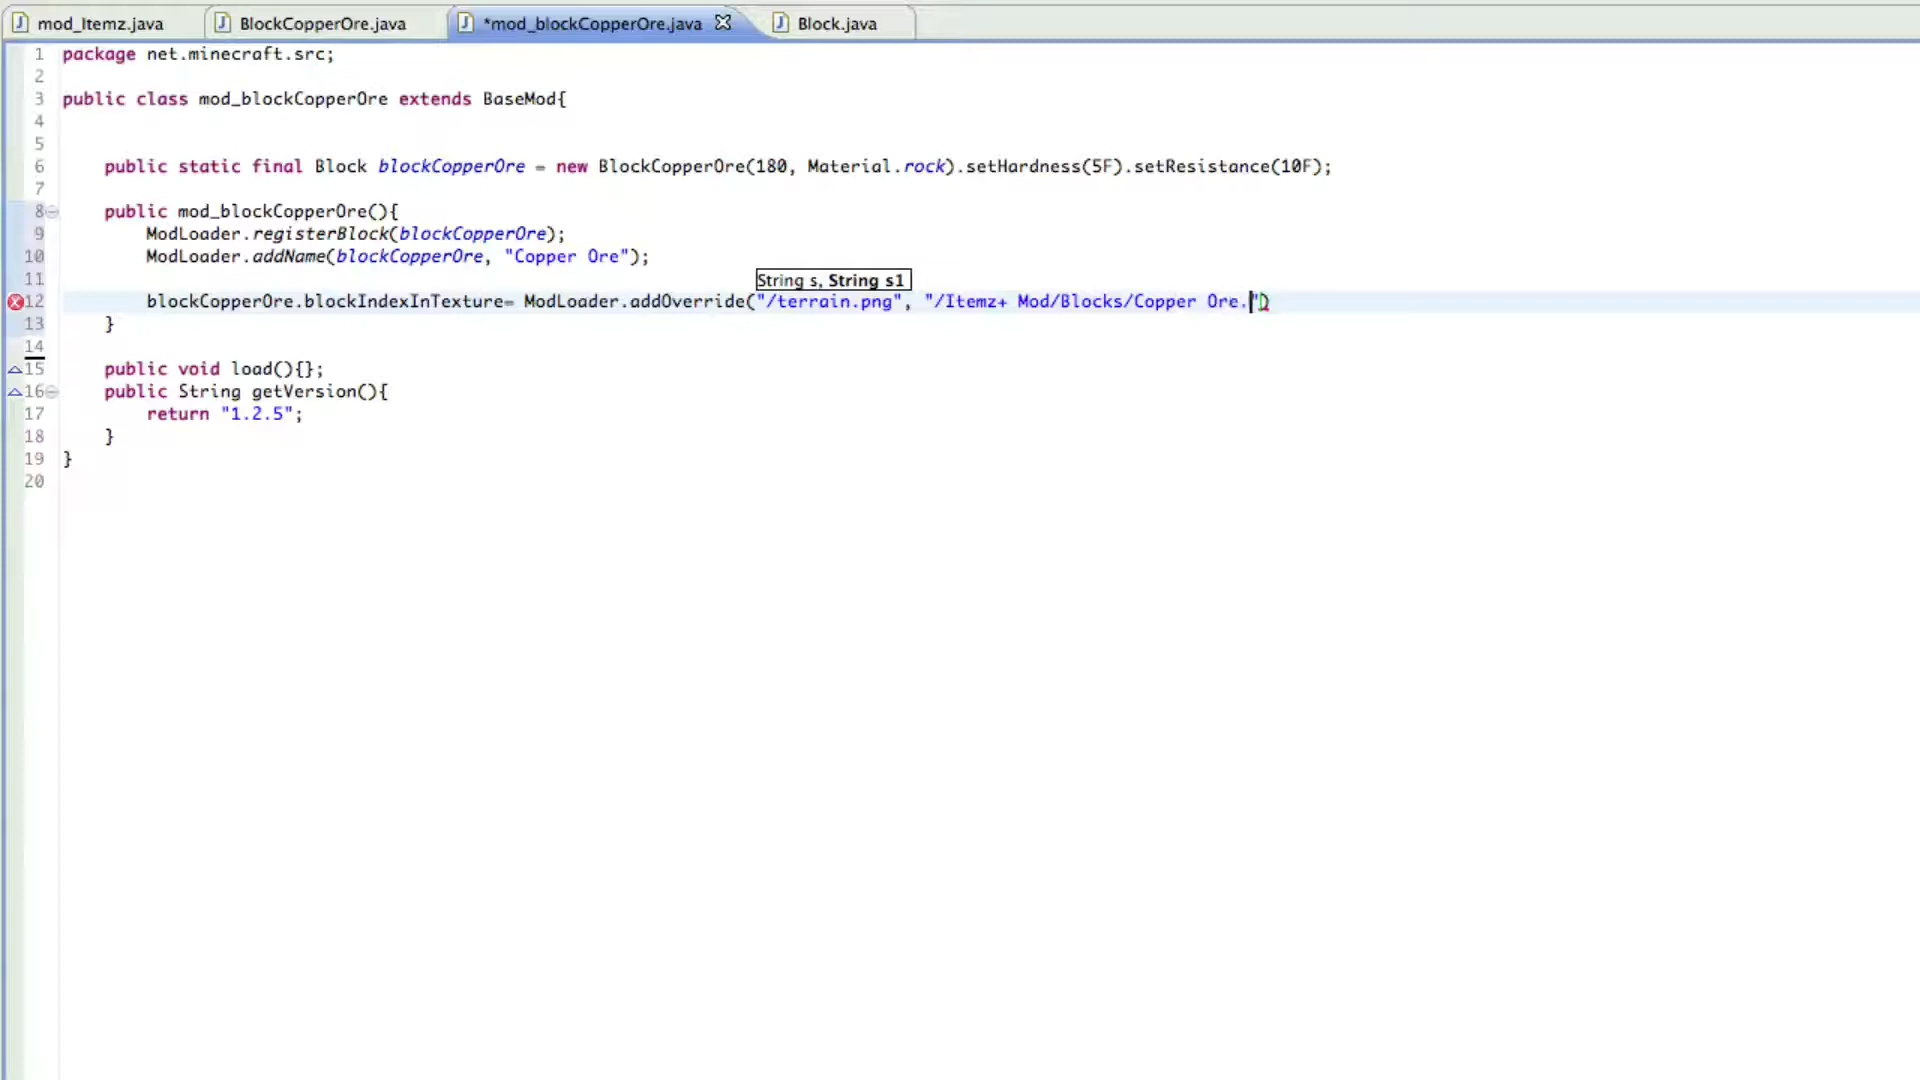 mod_Itemz.java BlockCopperOre.java *mod_blockCopperOre.java Block.java
1 package net.minecraft.src;
2
3 public class mod_blockCopperOre extends BaseMod{
4
5
6 public static final Block blockCopperOre = new BlockCopperOre(180, Material.rock).setHardness(5F).setResistance(10F);
7
8 public mod_blockCopperOre(){
9 ModLoader.registerBlock(blockCopperOre);
10 ModLoader.addName(blockCopperOre, "Copper Ore");
11
String s, String s1
12 blockCopperOre.blockIndexInTexture= ModLoader.addOverride("/terrain.png", "/Itemz+ Mod/Blocks/Copper Ore.")
13 }
14
15 public void load(){};
16 public String getVersion(){
17 return "1.2.5";
18 }
19 }
20